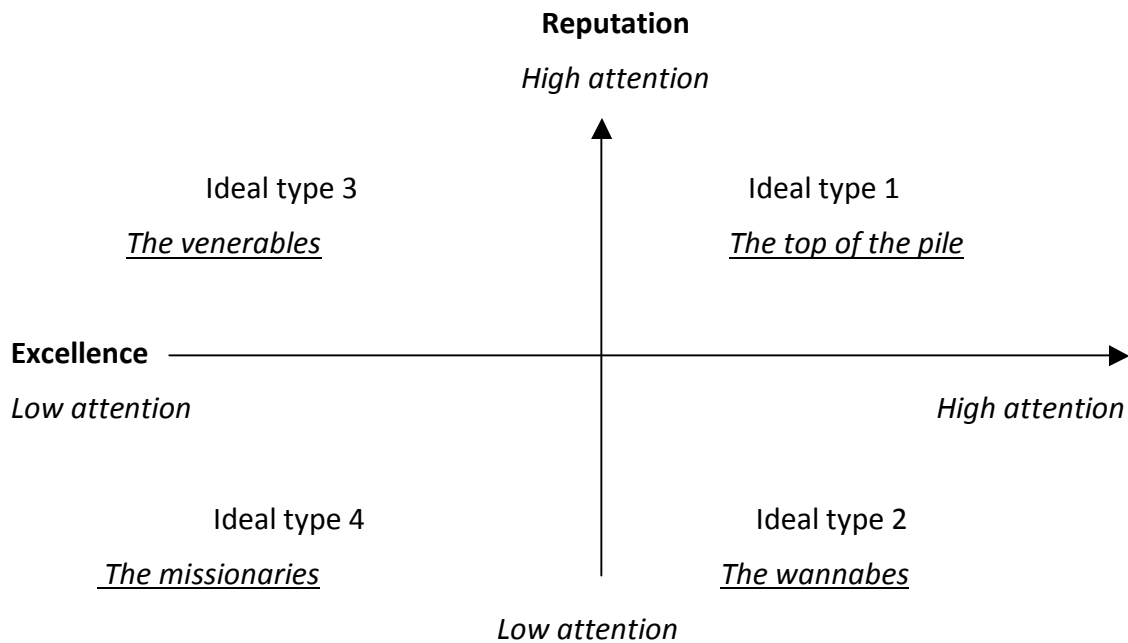 Reputation
High attention
Ideal type 3
Ideal type 1
The venerables
The top of the pile
Excellence
Low attention
High attention
Ideal type 4
Ideal type 2
The missionaries
The wannabes
Low attention